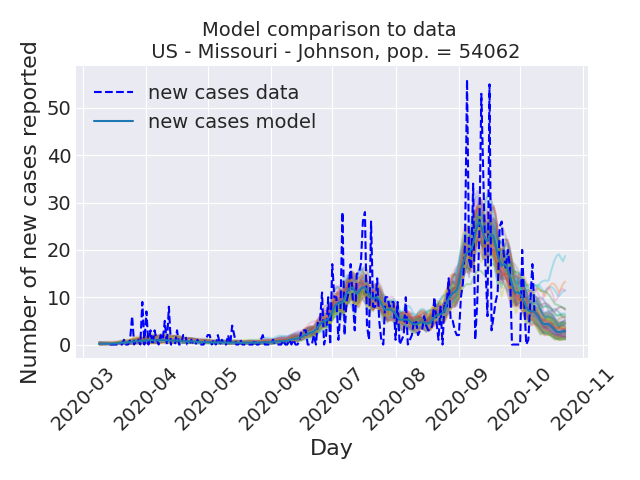 Model comparison to data
US - Missouri - Johnson, pop. = 54062
Number of new cases reported
50
40
30
20
10
0
new cases data
new cases model
2020-03
2020-04
2020-05
2020-06
2020-07
2020-08
2020-09
2020-10
2020-11
Day